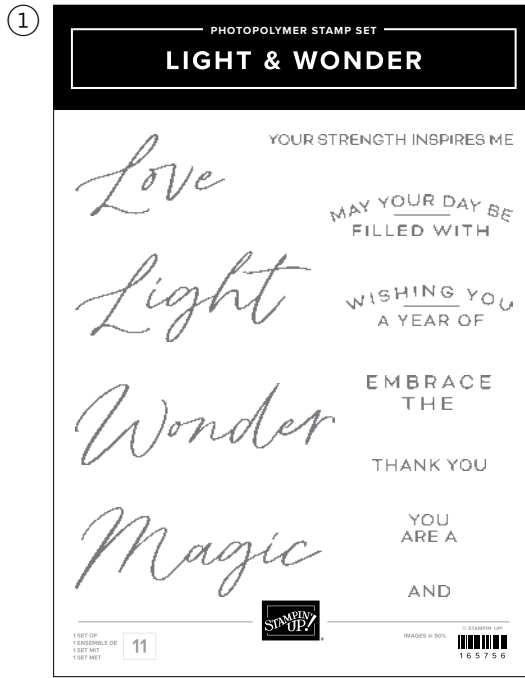 1
PHOTOPOLYMER STAMP SET
LIGHT & WONDER
Love
YOUR STRENGTH INSPIRES ME
MAY YOUR DAY BE
FILLED WITH
Light
WISHING YOU
A YEAR OF
Wonder
EMBRACE
THE
THANK YOU
Magic
YOU
ARE A
AND
1 SET OF
1 ENSEMBLE DE
1 SET MIT
1 SET MET
11
STAMPIN' UP!®
IMAGES @ 90%
© STAMPIN' UP!
165756